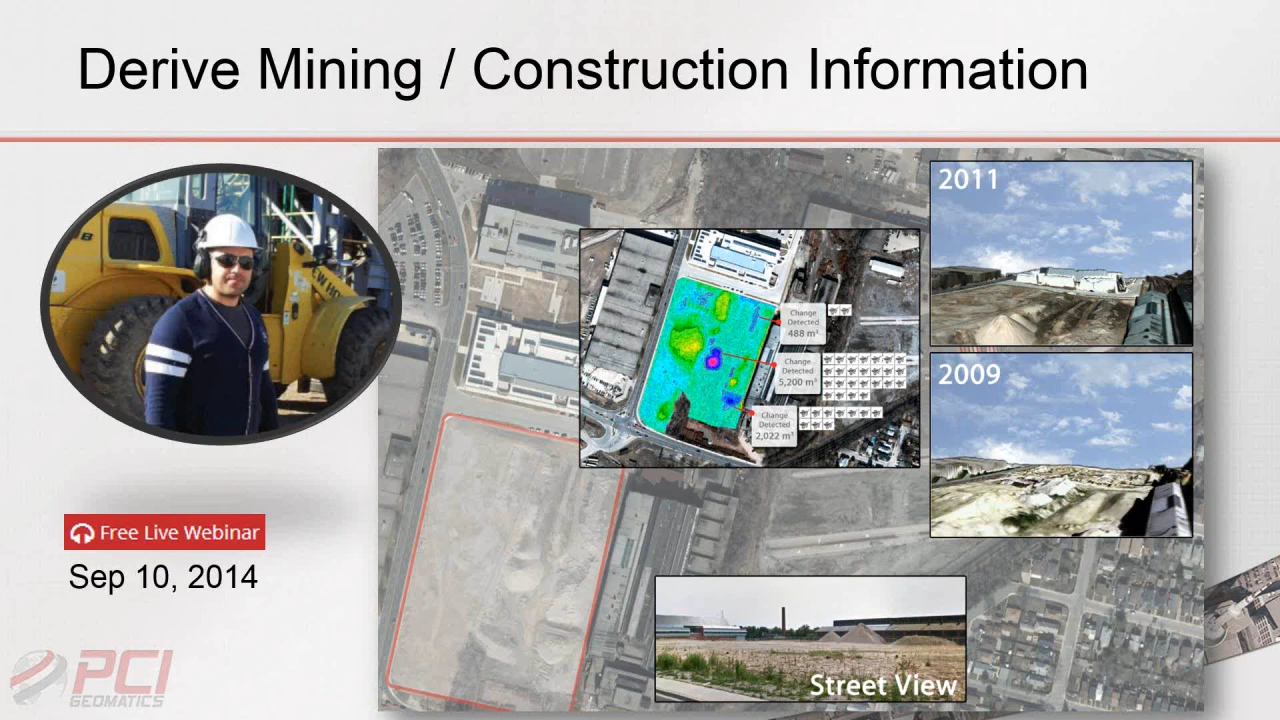 Derive Mining / Construction Information
2011
Change
Detected
488 m³
Change
Detected
5,200 m³
Change
Detected
2,022 m³
2009
Free Live Webinar
Sep 10, 2014
Street View
PCI
GEOMATICS